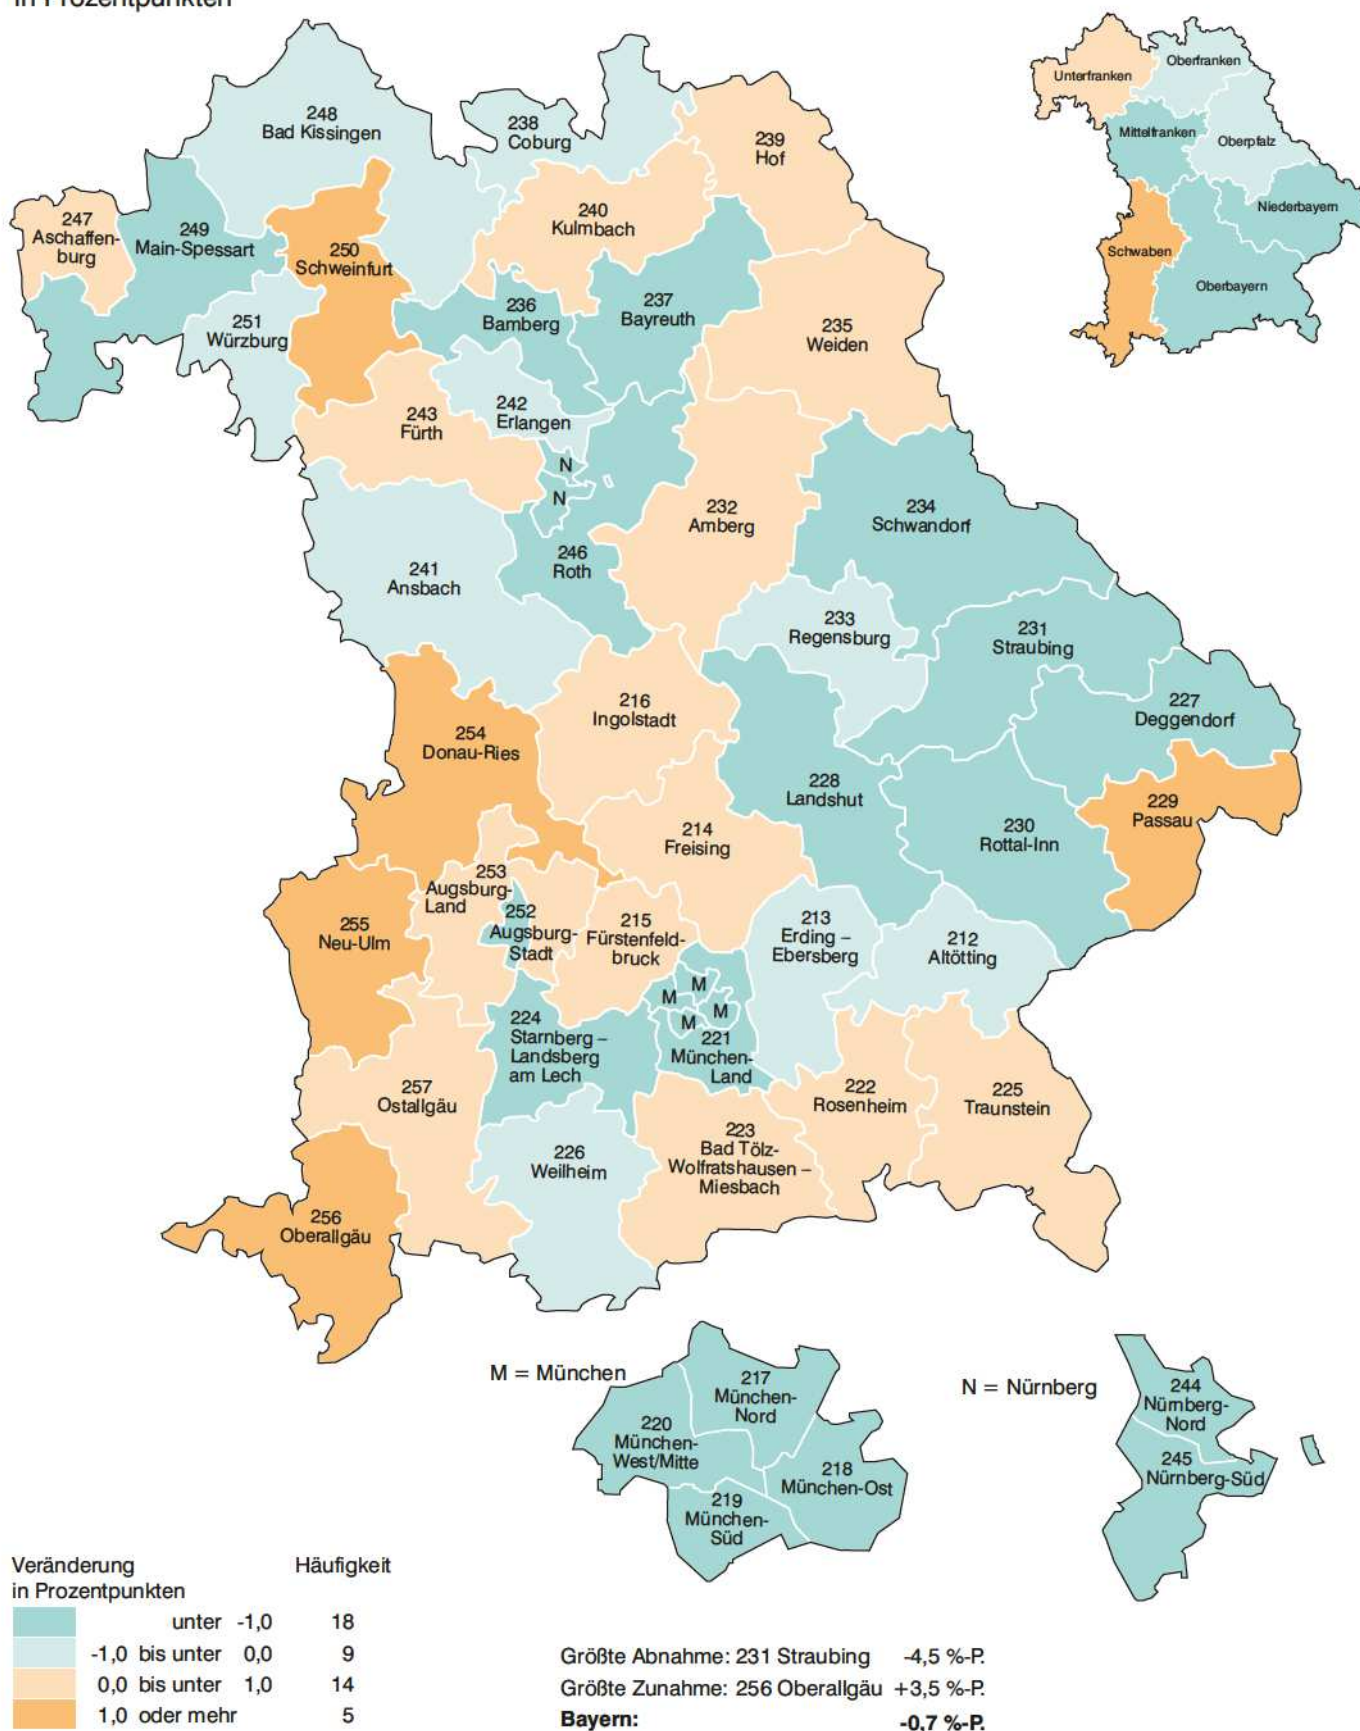 in Prozentpunkten
Unterfranken
Oberfranken
Mittelfranken
Oberpfalz
Niederbayern
Schwaben
Oberbayern
248
Bad Kissingen
238
Coburg
239
Hof
247
Aschaffen-
burg
249
Main-Spessart
250
Schweinfurt
240
Kulmbach
251
Würzburg
236
Bamberg
237
Bayreuth
235
Weiden
243
Fürth
242
Erlangen
N
N
232
Amberg
234
Schwandorf
246
Roth
241
Ansbach
233
Regensburg
231
Straubing
216
Ingolstadt
227
Deggendorf
254
Donau-Ries
228
Landshut
229
Passau
230
Rottal-Inn
214
Freising
253
Augsburg-
Land
252
Augsburg-
Stadt
215
Fürstenfeld-
bruck
213
Erding –
Ebersberg
212
Altötting
255
Neu-Ulm
M
M
M
M
224
Starnberg –
Landsberg
am Lech
221
München-
Land
257
Ostallgäu
222
Rosenheim
225
Traunstein
226
Weilheim
223
Bad Tölz-
Wolfratshausen –
Miesbach
256
Oberallgäu
M = München
217
München-
Nord
220
München-
West/Mitte
218
München-Ost
219
München-
Süd
N = Nürnberg
244
Nürnberg-
Nord
245
Nürnberg-Süd
Veränderung Häufigkeit
in Prozentpunkten
unter -1,0 18
-1,0 bis unter 0,0 9
0,0 bis unter 1,0 14
1,0 oder mehr 5
Größte Abnahme: 231 Straubing -4,5 %-P.
Größte Zunahme: 256 Oberallgäu +3,5 %-P.
Bayern: -0,7 %-P.